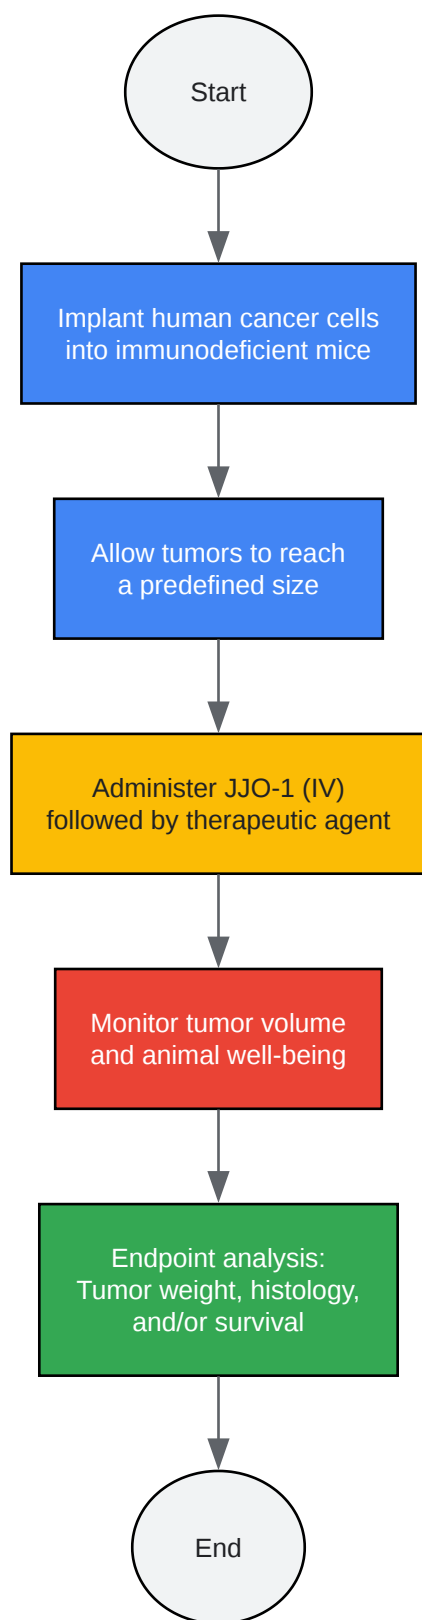 Start
Implant human cancer cells
into immunodeficient mice
Allow tumors to reach
a predefined size
Administer JJO-1 (IV)
followed by therapeutic agent
Monitor tumor volume
and animal well-being
Endpoint analysis:
Tumor weight, histology,
and/or survival
End